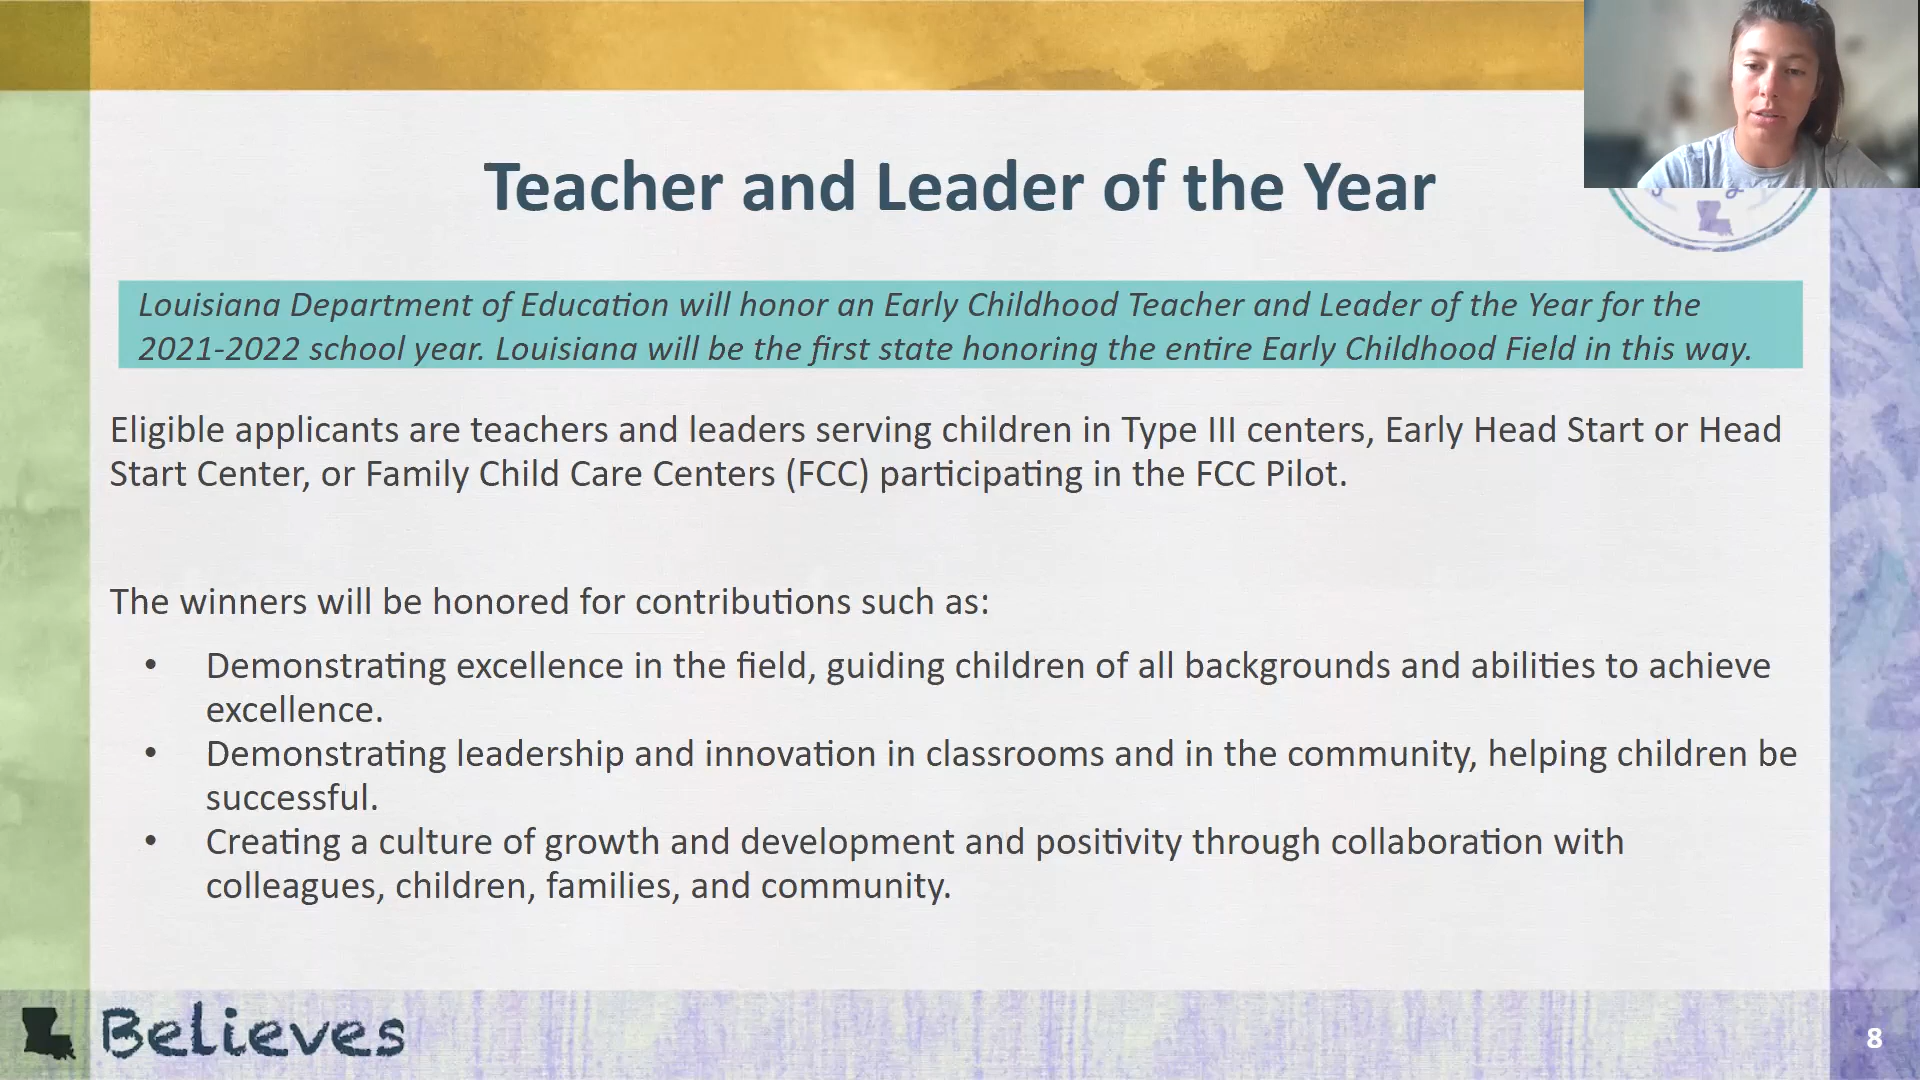 Teacher and Leader of the Year
Louisiana Department of Education will honor an Early Childhood Teacher and Leader of the Year for the
2021-2022 school year. Louisiana will be the first state honoring the entire Early Childhood Field in this way.
Eligible applicants are teachers and leaders serving children in Type III centers, Early Head Start or Head
Start Center, or Family Child Care Centers (FCC) participating in the FCC Pilot.
The winners will be honored for contributions such as:
• Demonstrating excellence in the field, guiding children of all backgrounds and abilities to achieve
excellence.
• Demonstrating leadership and innovation in classrooms and in the community, helping children be
successful.
• Creating a culture of growth and development and positivity through collaboration with
colleagues, children, families, and community.
Believes
8